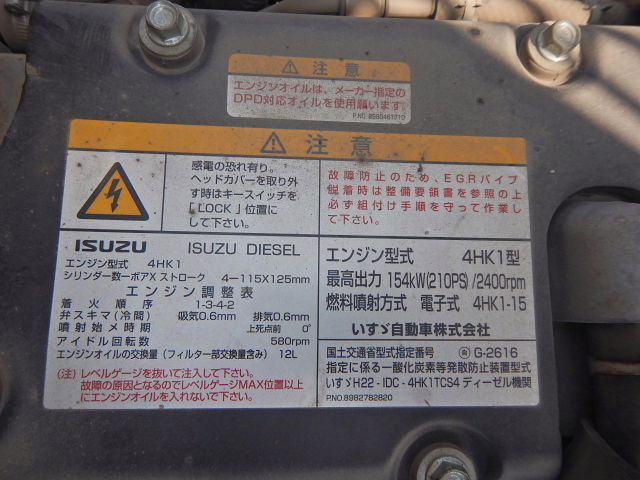 注意
エンジンオイルは、メーカー指定の
DPD対応オイルを使用願います。
P.NO. 8983461710
注意
感電の恐れ有り。
ヘッドカバーを取り外
す時はキースイッチを
「LOCK」位置に
して下さい。
故障防止のため、EGRパイプ
脱着時は整備要領書を参照の上
必ず組付け手順を守って作業し
て下さい。
ISUZU ISUZU DIESEL
エンジン型式 4HK1
シリンダー数ーボアX ストローク 4－115X125mm
エンジン調整表
着火順序 1-3-4-2
弁スキマ(冷間) 吸気0.6mm 排気0.6mm
噴射始メ時期 上死点前 0°
アイドル回転数 580rpm
エンジンオイルの交換量 (フィルター部交換量含み) 12L
(注) レベルゲージを抜いて注入して下さい。
故障の原因となるのでレベルゲージMAX位置以上
にエンジンオイルを入れないで下さい。
エンジン型式 4HK1型
最高出力 154kW(210PS)/2400rpm
燃料噴射方式 電子式 4HK1-15
いすゞ自動車株式会社
国土交通省型式指定番号 G-2616
指定に係る一酸化炭素等発散防止装置型式
いすゞH22-IDC-4HK1TCS4 ディーゼル機関
P.NO.8982782820